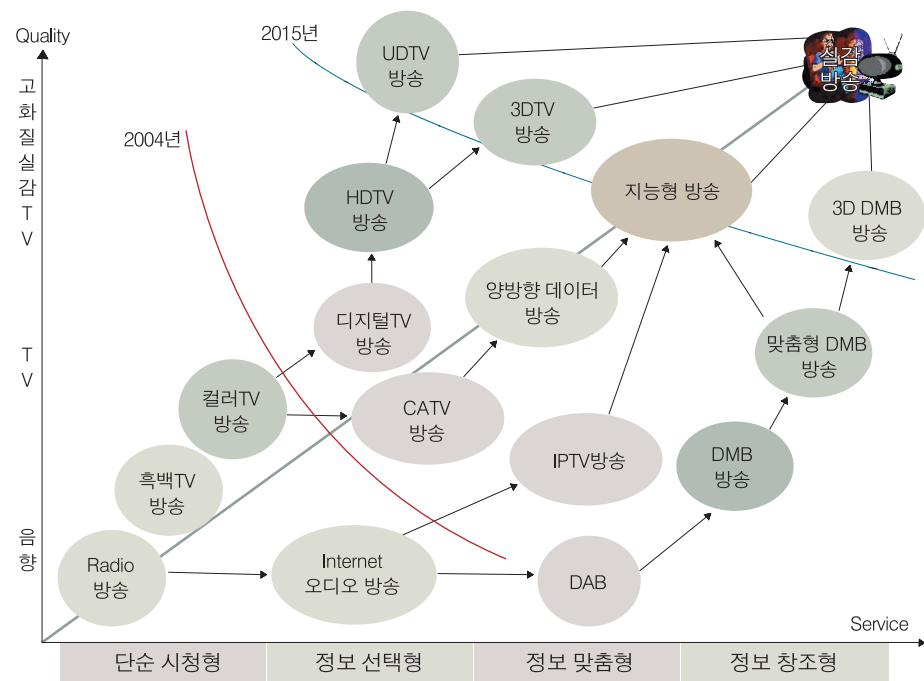 Quality
2015년
UDTV
방송
실감
방송
고
화
질
실
감
T
V
3DTV
방송
2004년
HDTV
방송
지능형 방송
3D DMB
방송
양방향 데이터
방송
디지털TV
방송
T
V
맞춤형 DMB
방송
컬러TV
방송
CATV
방송
IPTV방송
DMB
방송
흑백TV
방송
음
향
Radio
방송
Internet
오디오 방송
DAB
Service
단순 시청형
정보 선택형
정보 맞춤형
정보 창조형